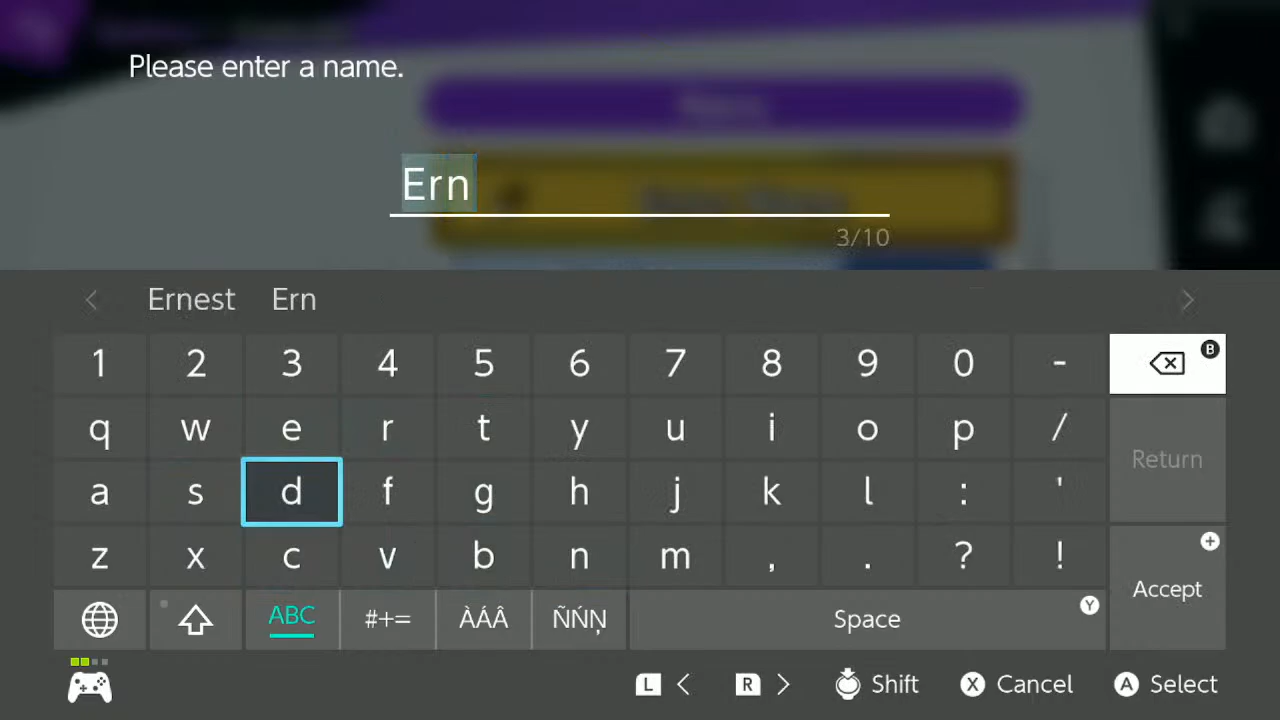 Please enter a name.
Ern
3/10
Ernest Ern
1 2 3 4 5 6 7 8 9 0 - B
q w e r t y u i o p / Return
a s d f g h j k l : '
z x c v b n m , . ? ! + Accept
ABC #+= ÀÁÂ ÑŃŅ Space Y
L R Shift X Cancel A Select